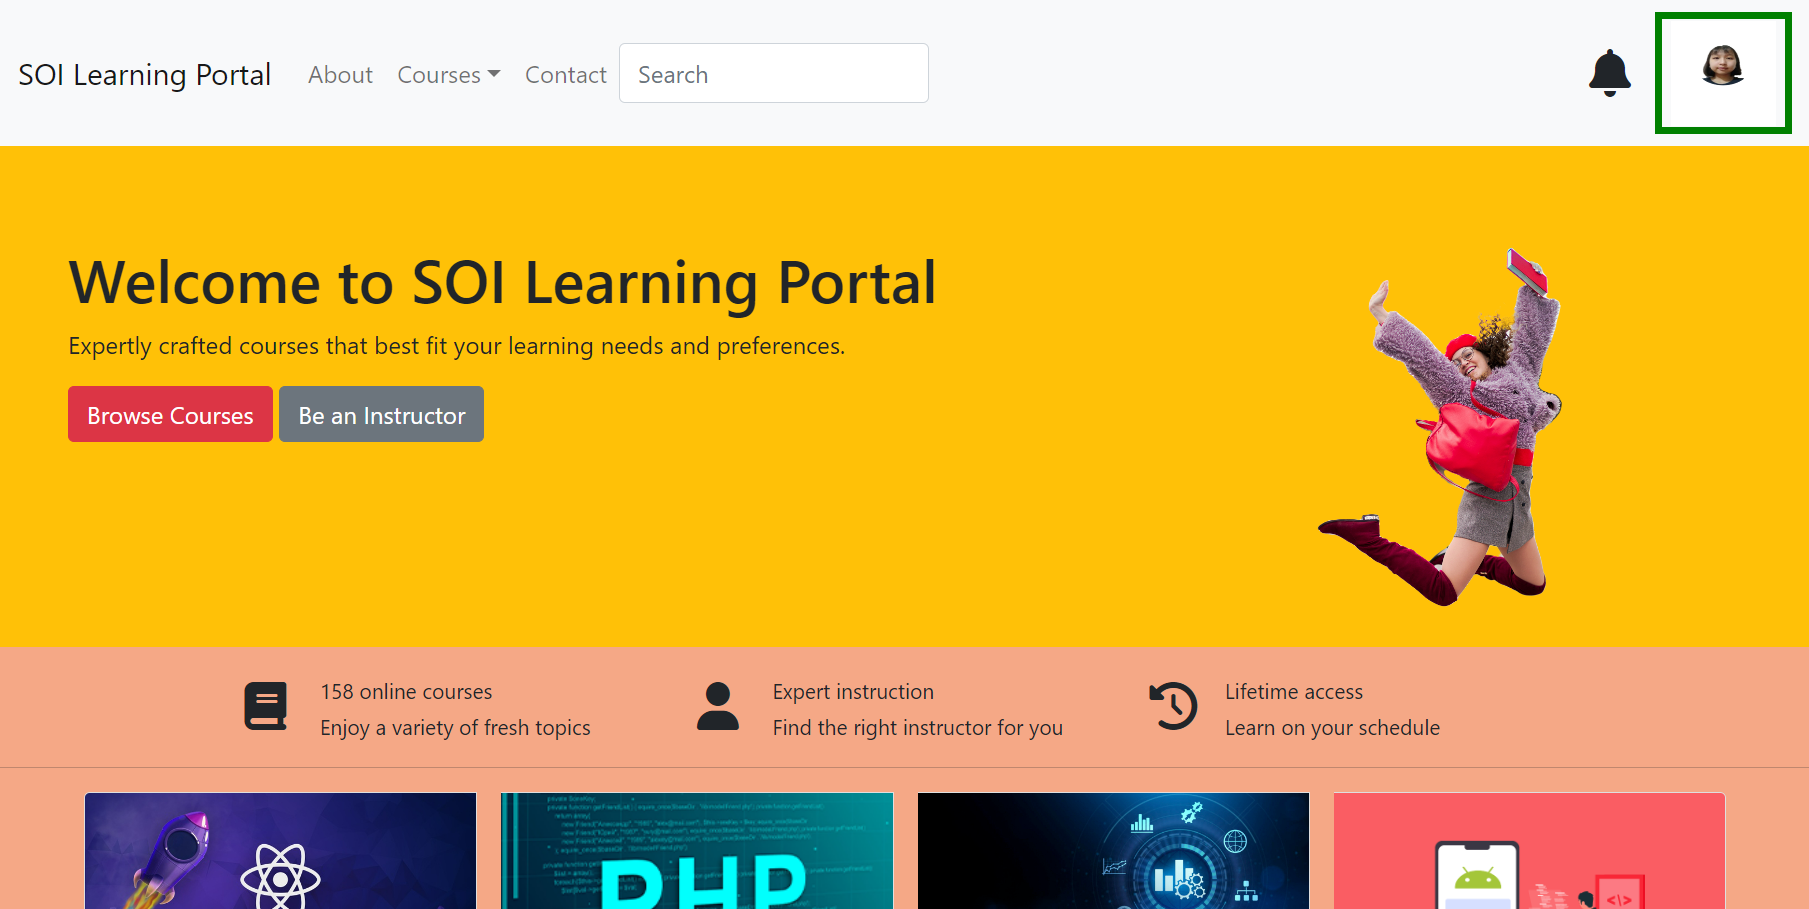 SOI Learning Portal
About
Courses
Contact
Search
Welcome to SOI Learning Portal
Expertly crafted courses that best fit your learning needs and preferences.
Browse Courses
Be an Instructor
158 online courses
Enjoy a variety of fresh topics
Expert instruction
Find the right instructor for you
Lifetime access
Learn on your schedule
PHP